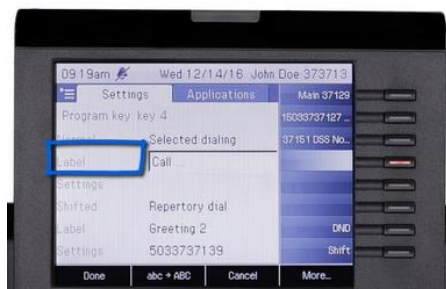 09:19am Wed 12/14/16 John Doe 373713
Settings Applications Main 37129
Program key key 4 15033737127 ...
Normal Selected dialing 37151 DSS No...
Label Call ...
Settings
Shifted Repertory dial
Label Greeting 2 DND
Settings 5033737139 Shift
Done abc → ABC Cancel More...